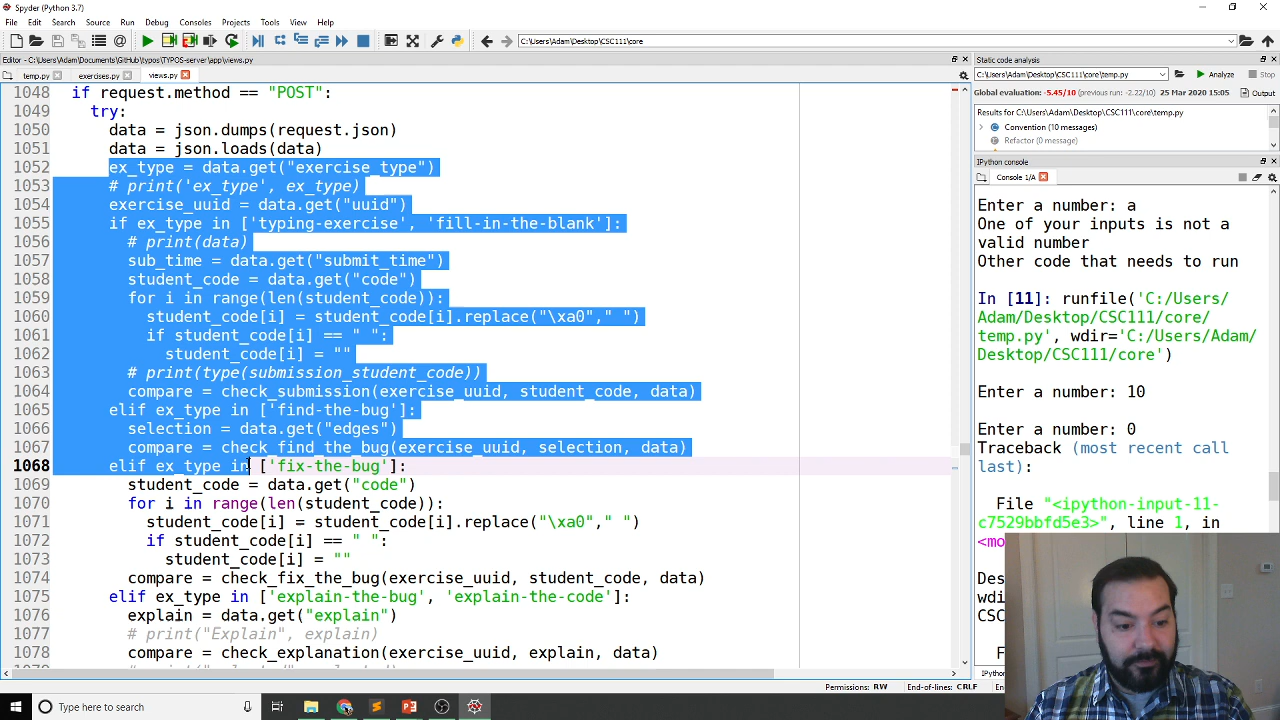 Spyder (Python 3.7)
File Edit Search Source Run Debug Consoles Projects Tools View Help
C:\Users\Adam\Desktop\CSC111\core
Editor - C:\Users\Adam\Documents\GitHub\typos\TYPOS-server\app\views.py
temp.py exercises.py views.py
1048 if request.method == "POST":
1049 try:
1050 data = json.dumps(request.json)
1051 data = json.loads(data)
1052 ex_type = data.get("exercise_type")
1053 # print('ex_type', ex_type)
1054 exercise_uuid = data.get("uuid")
1055 if ex_type in ['typing-exercise', 'fill-in-the-blank']:
1056 # print(data)
1057 sub_time = data.get("submit_time")
1058 student_code = data.get("code")
1059 for i in range(len(student_code)):
1060 student_code[i] = student_code[i].replace("\xa0"," ")
1061 if student_code[i] == " ":
1062 student_code[i] = ""
1063 # print(type(submission_student_code))
1064 compare = check_submission(exercise_uuid, student_code, data)
1065 elif ex_type in ['find-the-bug']:
1066 selection = data.get("edges")
1067 compare = check_find_the_bug(exercise_uuid, selection, data)
1068 elif ex_type in ['fix-the-bug']:
1069 student_code = data.get("code")
1070 for i in range(len(student_code)):
1071 student_code[i] = student_code[i].replace("\xa0"," ")
1072 if student_code[i] == " ":
1073 student_code[i] = ""
1074 compare = check_fix_the_bug(exercise_uuid, student_code, data)
1075 elif ex_type in ['explain-the-bug', 'explain-the-code']:
1076 explain = data.get("explain")
1077 # print("Explain", explain)
1078 compare = check_explanation(exercise_uuid, explain, data)
Static code analysis
C:\Users\Adam\Desktop\CSC111\core\temp.py Analyze Stop
Global evaluation: -5.45/10 (previous run: -2.22/10) 25 Mar 2020 15:05 Output
Results for C:\Users\Adam\Desktop\CSC111\core\temp.py
Convention (10 messages)
Refactor (0 message)
IPython console
Console 1/A
Enter a number: a
One of your inputs is not a
valid number
Other code that needs to run
In [11]: runfile('C:/Users/
Adam/Desktop/CSC111/core/
temp.py', wdir='C:/Users/Adam/
Desktop/CSC111/core')
Enter a number: 10
Enter a number: 0
Traceback (most recent call
last):
File "<ipython-input-11-
c7529bbfd5e3>", line 1, in
<mo
Des
wdi
CSC
F
Permissions: RW End-of-lines: CRLF
Type here to search